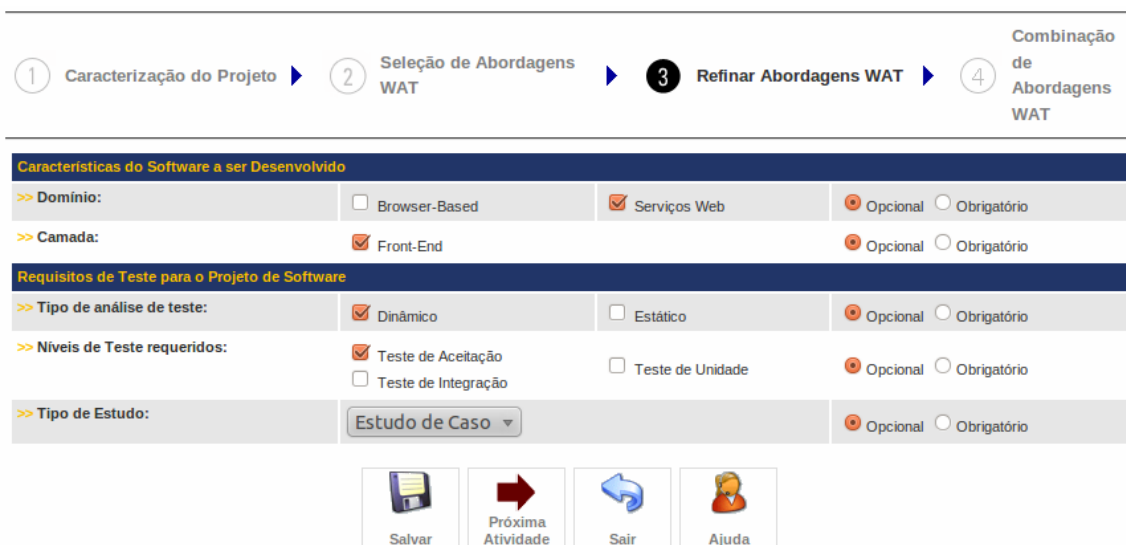 1 Caracterização do Projeto
2 Seleção de Abordagens
WAT
3 Refinar Abordagens WAT
4 Combinação
de
Abordagens
WAT
Características do Software a ser Desenvolvido
>> Domínio: Browser-Based Serviços Web Opcional Obrigatório
>> Camada: Front-End Opcional Obrigatório
Requisitos de Teste para o Projeto de Software
>> Tipo de análise de teste: Dinâmico Estático Opcional Obrigatório
>> Níveis de Teste requeridos: Teste de Aceitação Teste de Unidade Opcional Obrigatório
Teste de Integração
>> Tipo de Estudo: Estudo de Caso Opcional Obrigatório
Salvar
Próxima
Atividade
Sair
Ajuda